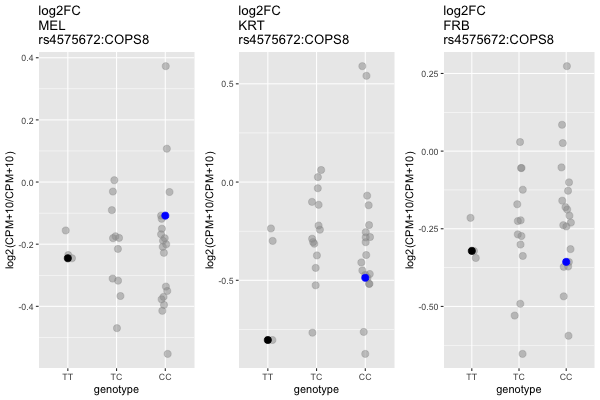 log2FC
MEL
rs4575672:COPS8
log2(CPM+10/CPM+10)
0.4
0.2
0.0
-0.2
-0.4
TT TC CC
genotype
log2FC
KRT
rs4575672:COPS8
log2(CPM+10/CPM+10)
0.5
0.0
-0.5
TT TC CC
genotype
log2FC
FRB
rs4575672:COPS8
log2(CPM+10/CPM+10)
0.25
0.00
-0.25
-0.50
TT TC CC
genotype